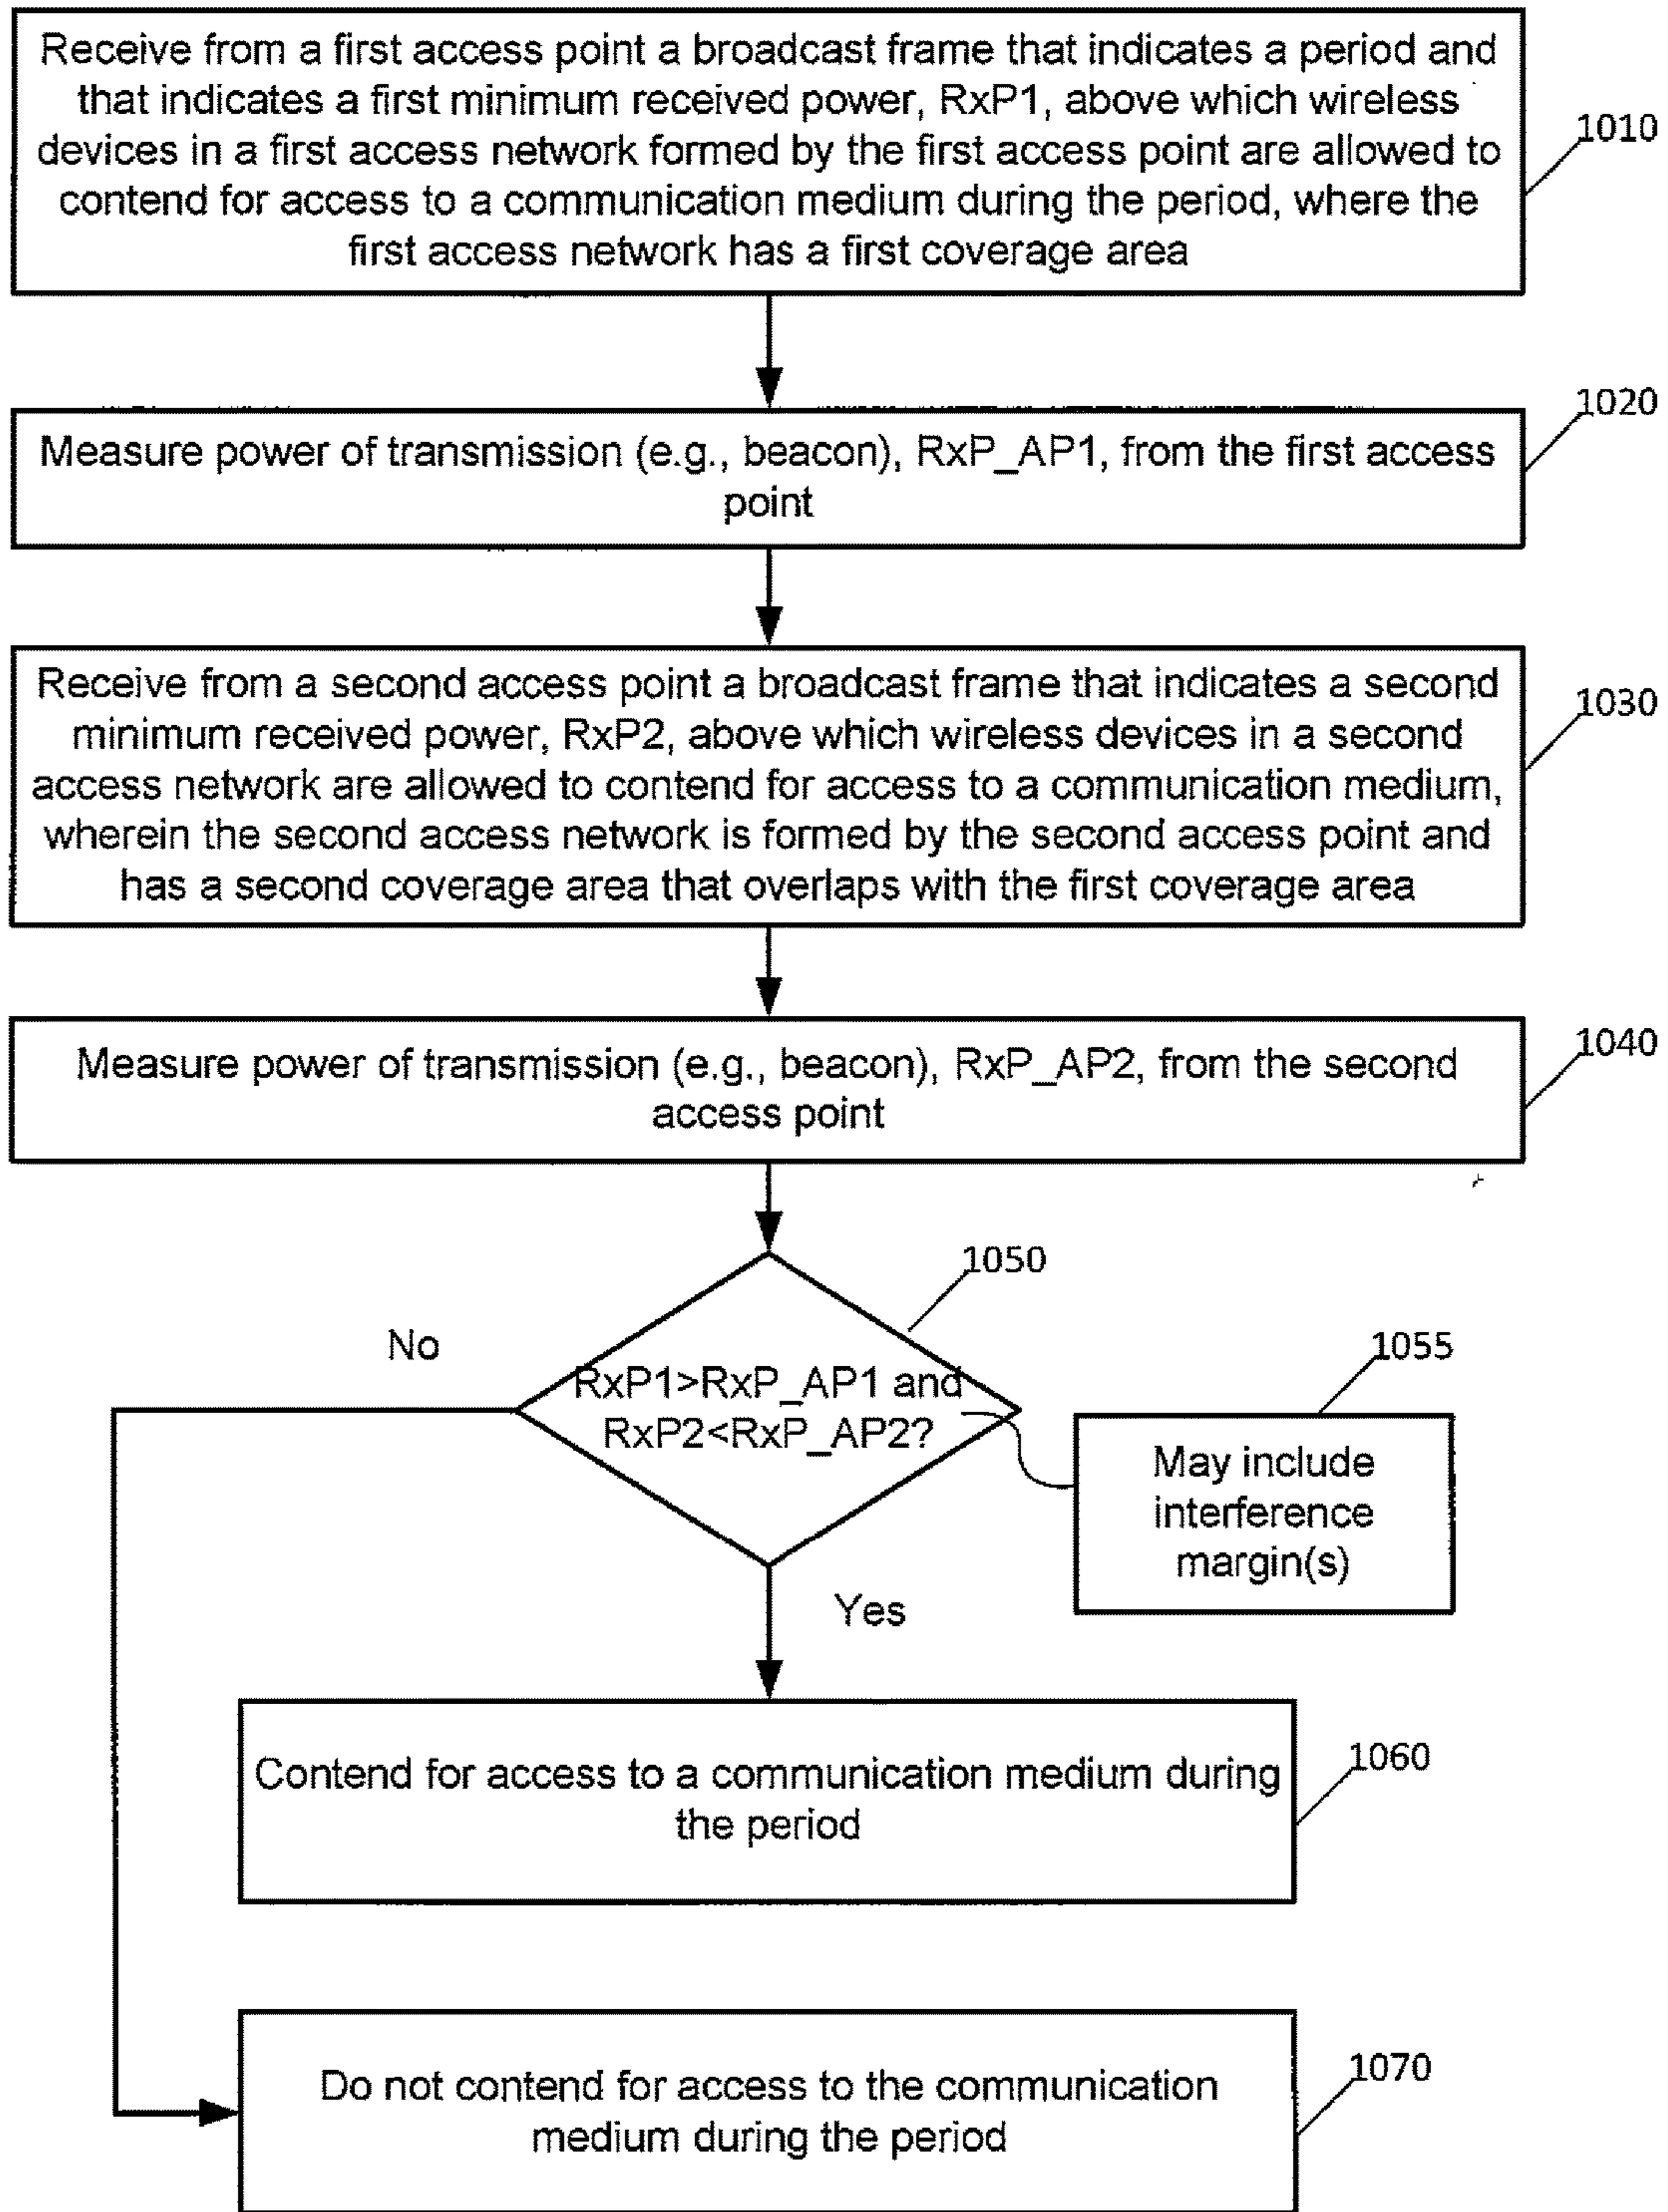 Receive from a first access point a broadcast frame that indicates a period and
that indicates a first minimum received power, RxP1, above which wireless
devices in a first access network formed by the first access point are allowed to
contend for access to a communication medium during the period, where the
first access network has a first coverage area
1010
Measure power of transmission (e.g., beacon), RxP_AP1, from the first access
point
1020
Receive from a second access point a broadcast frame that indicates a second
minimum received power, RxP2, above which wireless devices in a second
access network are allowed to contend for access to a communication medium,
wherein the second access network is formed by the second access point and
has a second coverage area that overlaps with the first coverage area
1030
Measure power of transmission (e.g., beacon), RxP_AP2, from the second
access point
1040
1050
No
RxP1>RxP_AP1 and
RxP2<RxP_AP2?
1055
May include
interference
margin(s)
Yes
Contend for access to a communication medium during
the period
1060
Do not contend for access to the communication
medium during the period
1070